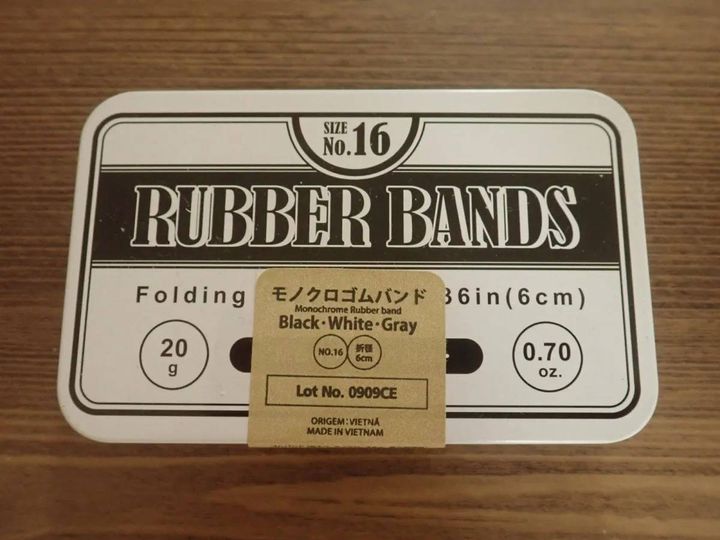 SIZE
No.16
RUBBER BANDS
Folding 36in(6cm)
モノクロゴムバンド
Monochrome Rubber band
Black・White・Gray
20
g
NO.16
折径
6cm
0.70
oz.
Lot No. 0909CE
ORIGEM:VIETNÃ
MADE IN VIETNAM